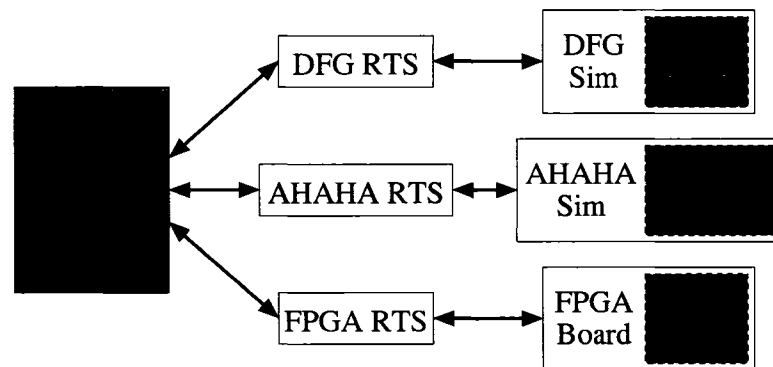 DFG RTS
DFG
Sim
AHAHA RTS
AHAHA
Sim
FPGA RTS
FPGA
Board